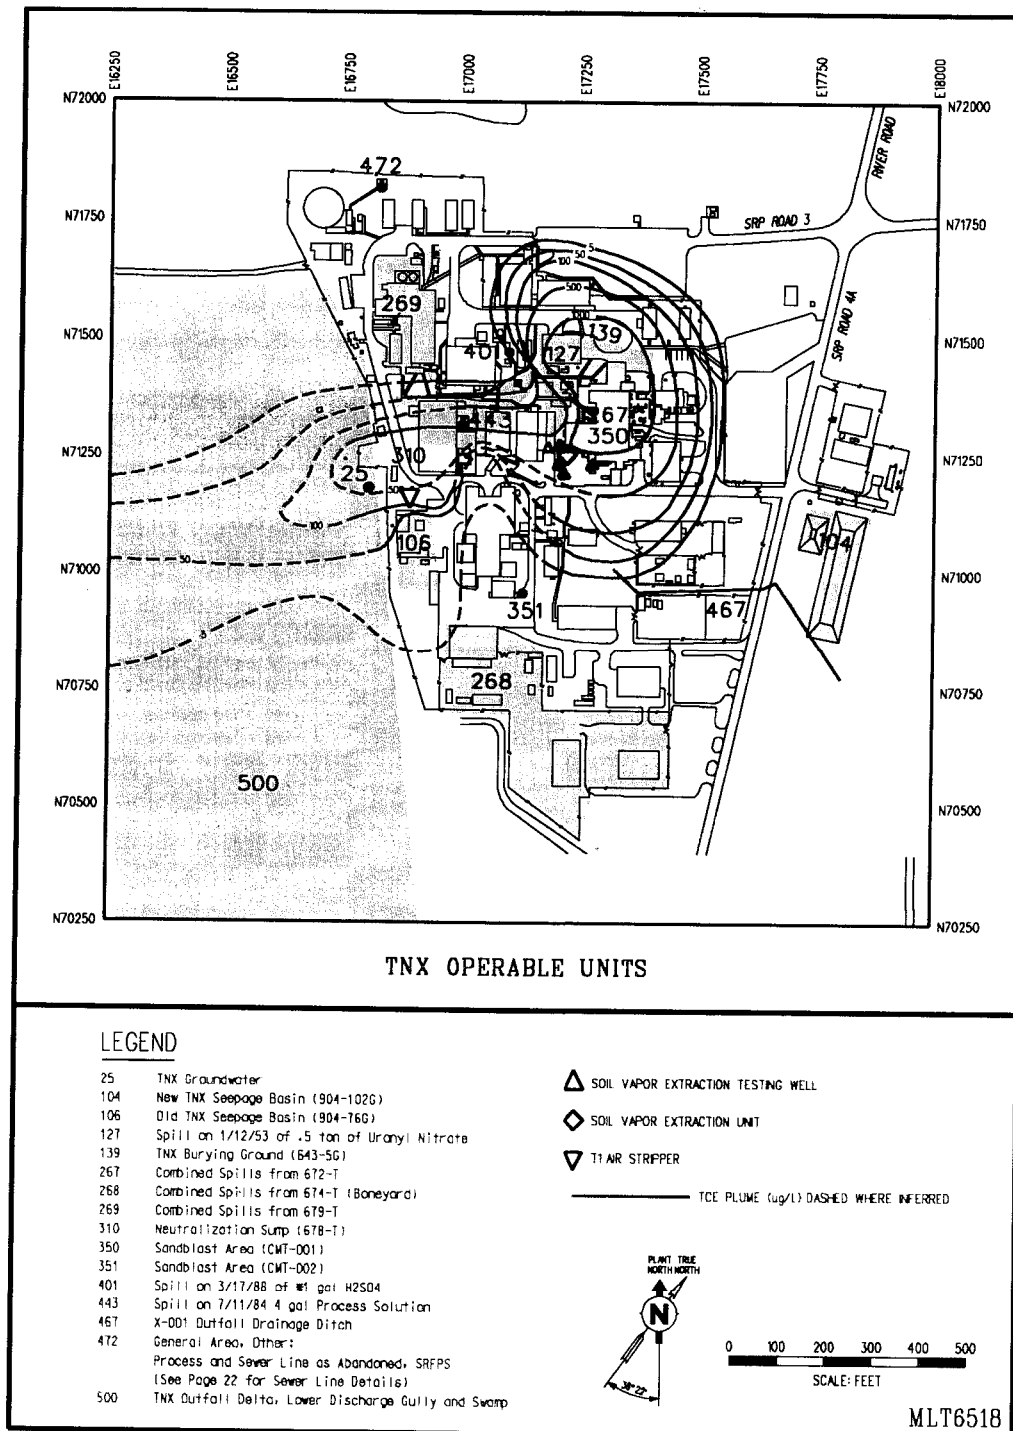 E16250
E16500
E16750
E17000
E17250
E17500
E17750
E18000
N72000
N72000
RIVER ROAD
472
N71750
N71750
SRP ROAD 3
5
50
100
500
269
139
N71500
N71500
SRP ROAD 4A
401
127
267
443
350
N71250
310
N71250
25
500
100
104
106
50
N71000
N71000
351
467
5
N70750
268
N70750
500
N70500
N70500
N70250
N70250
TNX OPERABLE UNITS
LEGEND
25 TNX Groundwater
104 New TNX Seepage Basin (904-102G)
106 Old TNX Seepage Basin (904-76G)
127 Spill on 1/12/53 of .5 ton of Uranyl Nitrate
139 TNX Burying Ground (643-5G)
267 Combined Spills from 672-T
268 Combined Spills from 674-T (Boneyard)
269 Combined Spills from 679-T
310 Neutralization Sump (678-T)
350 Sandblast Area (CMT-001)
351 Sandblast Area (CMT-002)
401 Spill on 3/17/88 of #1 gal H2SO4
443 Spill on 7/11/84 4 gal Process Solution
467 X-001 Outfall Drainage Ditch
472 General Area, Other:
Process and Sewer Line as Abandoned, SRFPS
(See Page 22 for Sewer Line Details)
500 TNX Outfall Delta, Lower Discharge Gully and Swamp
SOIL VAPOR EXTRACTION TESTING WELL
SOIL VAPOR EXTRACTION UNIT
T1 AIR STRIPPER
TCE PLUME (ug/l) DASHED WHERE INFERRED
PLANT TRUE
NORTH NORTH
N
0 100 200 300 400 500
SCALE: FEET
MLT6518